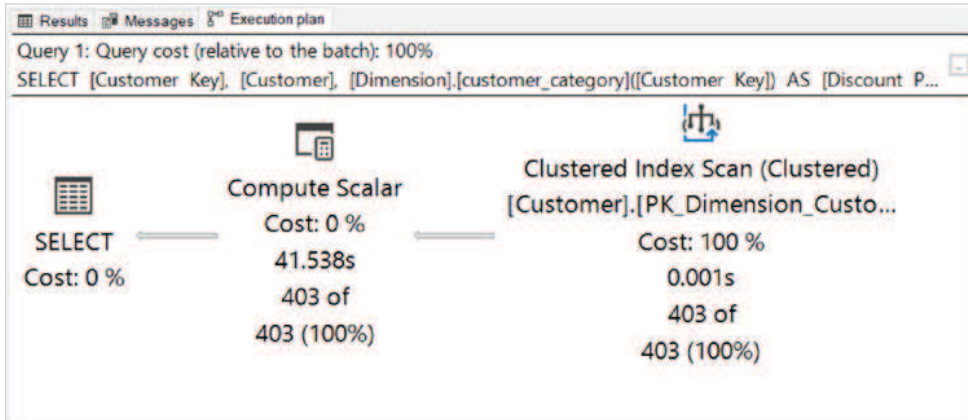 Results Messages Execution plan
Query 1: Query cost (relative to the batch): 100%
SELECT [Customer Key], [Customer], [Dimension].[customer_category]([Customer Key]) AS [Discount P...
SELECT
Cost: 0 %
Compute Scalar
Cost: 0 %
41.538s
403 of
403 (100%)
Clustered Index Scan (Clustered)
[Customer].[PK_Dimension_Custo...
Cost: 100 %
0.001s
403 of
403 (100%)